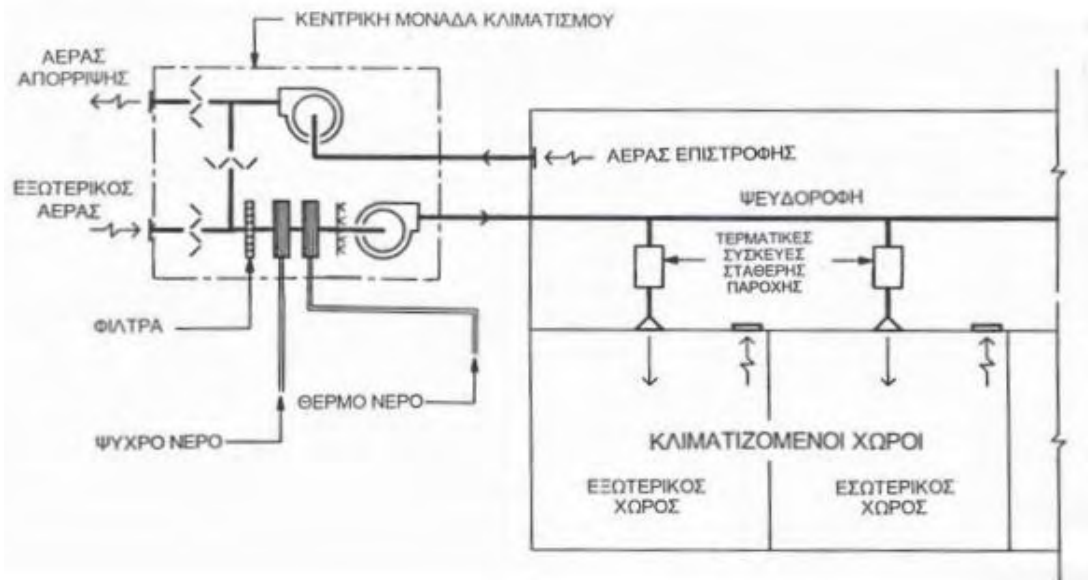 ΚΕΝΤΡΙΚΗ ΜΟΝΑΔΑ ΚΛΙΜΑΤΙΣΜΟΥ
ΑΕΡΑΣ
ΑΠΟΡΡΙΨΗΣ
ΑΕΡΑΣ ΕΠΙΣΤΡΟΦΗΣ
ΕΞΩΤΕΡΙΚΟΣ
ΑΕΡΑΣ
ΨΕΥΔΟΡΟΦΗ
ΤΕΡΜΑΤΙΚΕΣ
ΣΥΣΚΕΥΕΣ
ΣΤΑΘΕΡΗΣ
ΠΑΡΟΧΗΣ
ΦΙΛΤΡΑ
ΘΕΡΜΟ ΝΕΡΟ
ΨΥΧΡΟ ΝΕΡΟ
ΚΛΙΜΑΤΙΖΟΜΕΝΟΙ ΧΩΡΟΙ
ΕΞΩΤΕΡΙΚΟΣ
ΧΩΡΟΣ
ΕΣΩΤΕΡΙΚΟΣ
ΧΩΡΟΣ